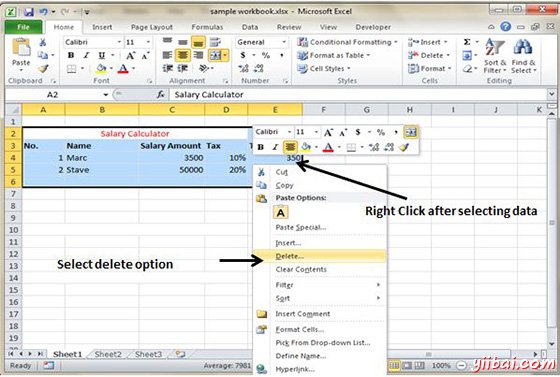 sample workbook.xlsx - Microsoft Excel
File Home Insert Page Layout Formulas Data Review View
Paste
Calibri 11
B I U
General
$ % ,
Conditional Formatting
Format as Table
Cell Styles
Insert
Delete
Format
Sort & Filter
Find & Select
Clipboard Font Alignment Number Styles Cells Editing
A2 fx Salary Calculator
A B C D E F G H I J K
1
2 Salary Calculator
3 No. Name Salary Amount Tax T
4 1 Marc 3500 10% 350
5 2 Stave 50000 20%
6
7
8
9
10
11
12
13
14
15
16
17
18
19
20
Calibri 11 A A $ % ,
B I A
Cut
Copy
Paste Options:
A
Paste Special...
Insert...
Delete...
Clear Contents
Filter
Sort
Insert Comment
Format Cells...
Pick From Drop-down List...
Define Name...
Hyperlink...
Right Click after selecting data
Select delete option
Sheet1 Sheet2 Sheet3
Ready Average: 7981 100%
yiibai.com